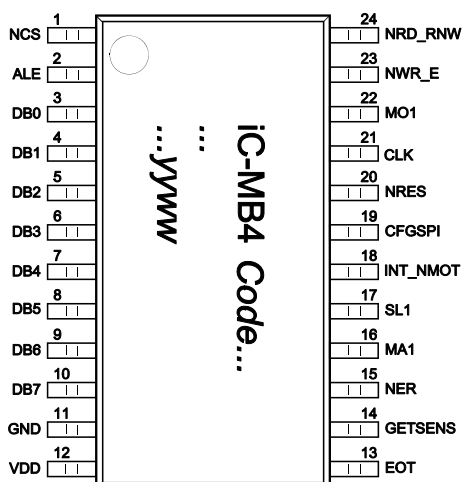 1
NCS
2
ALE
3
DB0
4
DB1
5
DB2
6
DB3
7
DB4
8
DB5
9
DB6
10
DB7
11
GND
12
VDD
iC-MB4 Code...
...
...yyww
24
NRD_RNW
23
NWR_E
22
MO1
21
CLK
20
NRES
19
CFGSPI
18
INT_NMOT
17
SL1
16
MA1
15
NER
14
GETSENS
13
EOT